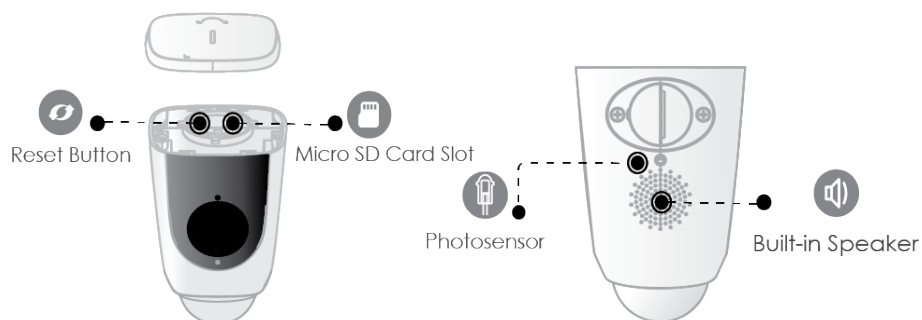 Reset Button
Micro SD Card Slot
Photosensor
Built-in Speaker